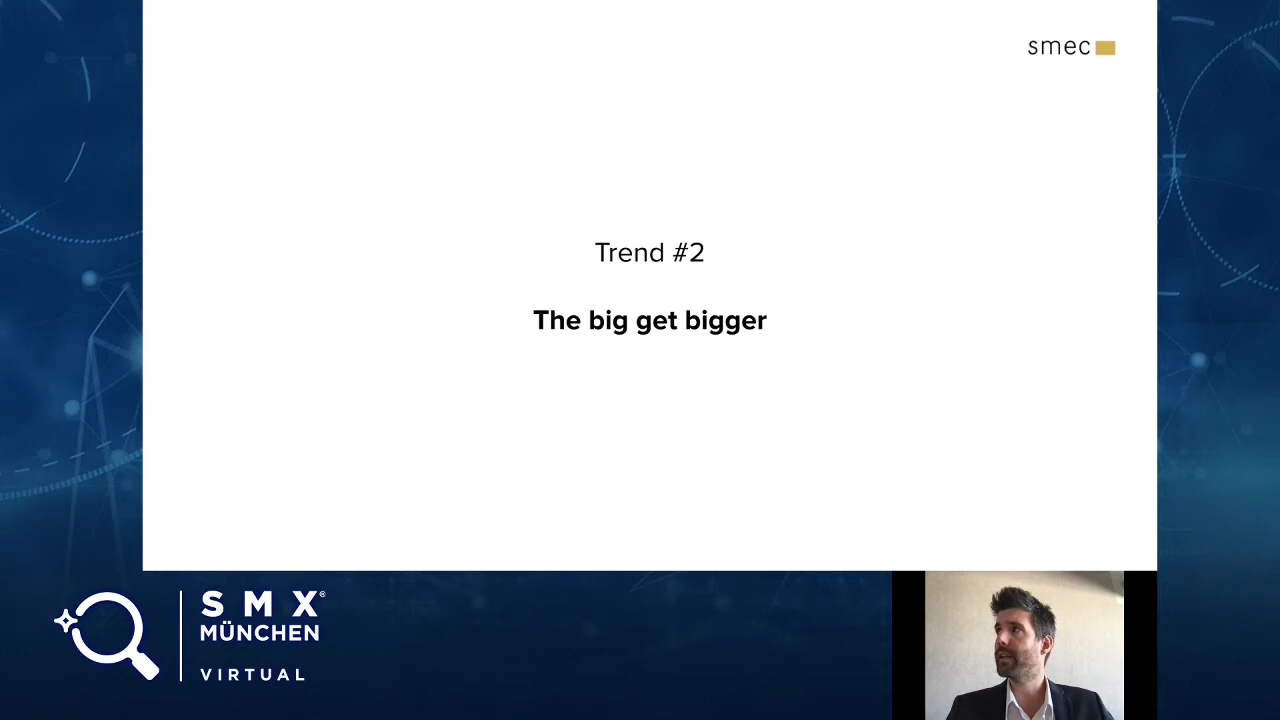 smec
Trend #2
The big get bigger
SMX®
MÜNCHEN
VIRTUAL